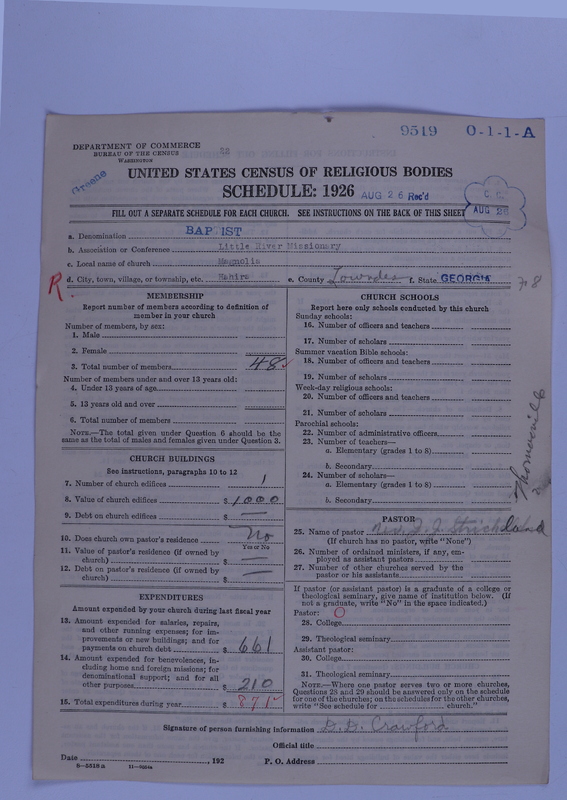 9519 0-1-1-A
DEPARTMENT OF COMMERCE
BUREAU OF THE CENSUS
WASHINGTON
Greene
UNITED STATES CENSUS OF RELIGIOUS BODIES
SCHEDULE: 1926
AUG 26 Rec'd
C. C.
AUG 26
FILL OUT A SEPARATE SCHEDULE FOR EACH CHURCH. SEE INSTRUCTIONS ON THE BACK OF THIS SHEET
a. Denomination BAPTIST
b. Association or Conference Little River Missionary
c. Local name of church Magnolia
R d. City, town, village, or township, etc. Hahira e. County Lowndes f. State GEORGIA
MEMBERSHIP
Report number of members according to definition of
member in your church
Number of members, by sex:
1. Male
2. Female
3. Total number of members 48
Number of members under and over 13 years old:
4. Under 13 years of age
5. 13 years old and over
6. Total number of members
NOTE.—The total given under Question 6 should be the
same as the total of males and females given under Question 3.
CHURCH BUILDINGS
See instructions, paragraphs 10 to 12
7. Number of church edifices 1
8. Value of church edifices $ 1000
9. Debt on church edifices $ —
10. Does church own pastor's residence No
Yes or No
11. Value of pastor's residence (if owned by
church) $ —
12. Debt on pastor's residence (if owned by
church) $ —
EXPENDITURES
Amount expended by your church during last fiscal year
13. Amount expended for salaries, repairs,
and other running expenses; for im-
provements or new buildings; and for
payments on church debt $ 661
14. Amount expended for benevolences, in-
cluding home and foreign missions; for
denominational support; and for all
other purposes $ 210
15. Total expenditures during year $ 871
CHURCH SCHOOLS
Report here only schools conducted by this church
Sunday schools:
16. Number of officers and teachers
17. Number of scholars
Summer vacation Bible schools:
18. Number of officers and teachers
19. Number of scholars
Week-day religious schools:
20. Number of officers and teachers
21. Number of scholars
Parochial schools:
22. Number of administrative officers
23. Number of teachers—
a. Elementary (grades 1 to 8)
b. Secondary
24. Number of scholars—
a. Elementary (grades 1 to 8)
b. Secondary
Thomasville
PASTOR
25. Name of pastor Strickland
(If church has no pastor, write "None")
26. Number of ordained ministers, if any, em-
ployed as assistant pastors
27. Number of other churches served by the
pastor or his assistants
If pastor (or assistant pastor) is a graduate of a college or
theological seminary, give name of institution below. (If
not a graduate, write "No" in the space indicated.)
Pastor: O
28. College
29. Theological seminary
Assistant pastor:
30. College
31. Theological seminary
NOTE.—Where one pastor serves two or more churches,
Questions 28 and 29 should be answered only on the schedule
for one of the churches; on the schedules for the other churches,
write "See schedule for church."
Signature of person furnishing information Crawford
Official title
Date , 192 P. O. Address